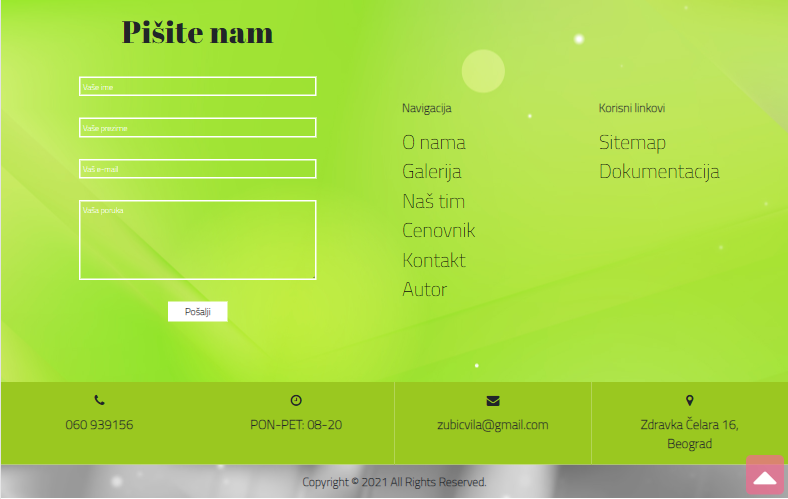 Pišite nam
Vaše ime
Vaše prezime
Vaš e-mail
Vaša poruka
Pošalji
Navigacija
O nama
Galerija
Naš tim
Cenovnik
Kontakt
Autor
Korisni linkovi
Sitemap
Dokumentacija
060 939156
PON-PET: 08-20
zubicvila@gmail.com
Zdravka Čelara 16,
Beograd
Copyright © 2021 All Rights Reserved.